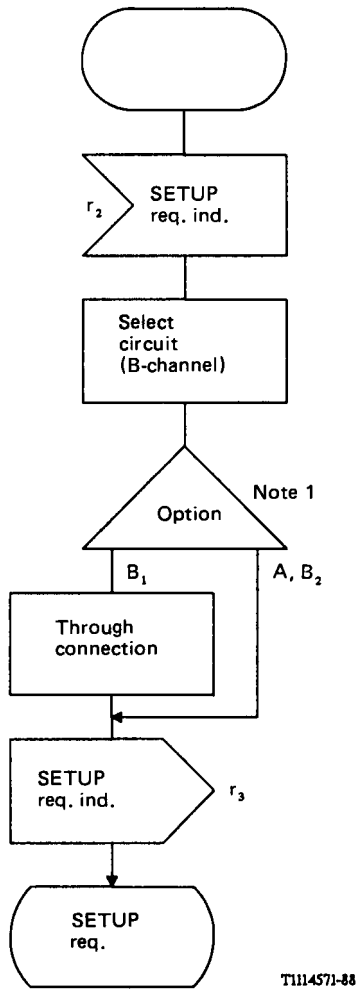 r₂
SETUP
req. ind.
Select
circuit
(B-channel)
Note 1
Option
B₁
A, B₂
Through
connection
SETUP
req. ind.
r₃
SETUP
req.
T1114571-88